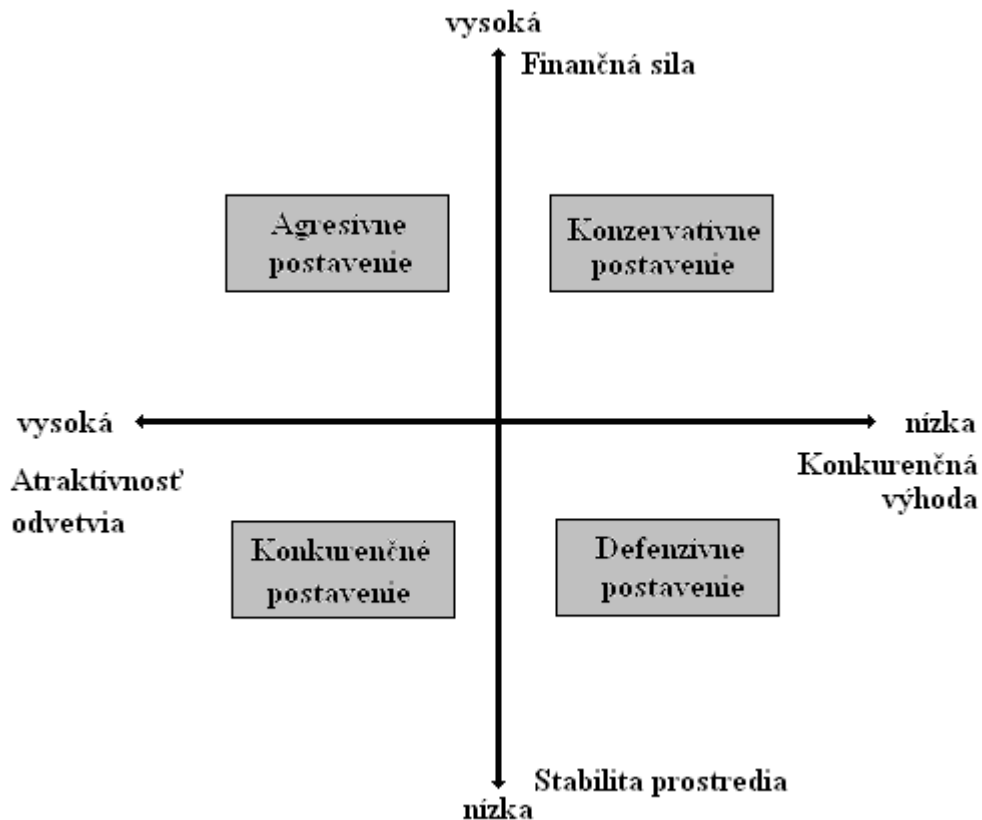 vysoká
Finančná sila
Agresívne
postavenie
Konzervatívne
postavenie
vysoká
nízka
Atraktívnosť
odvetvia
Konkurenčná
výhoda
Konkurenčné
postavenie
Defenzívne
postavenie
Stabilita prostredia
nízka